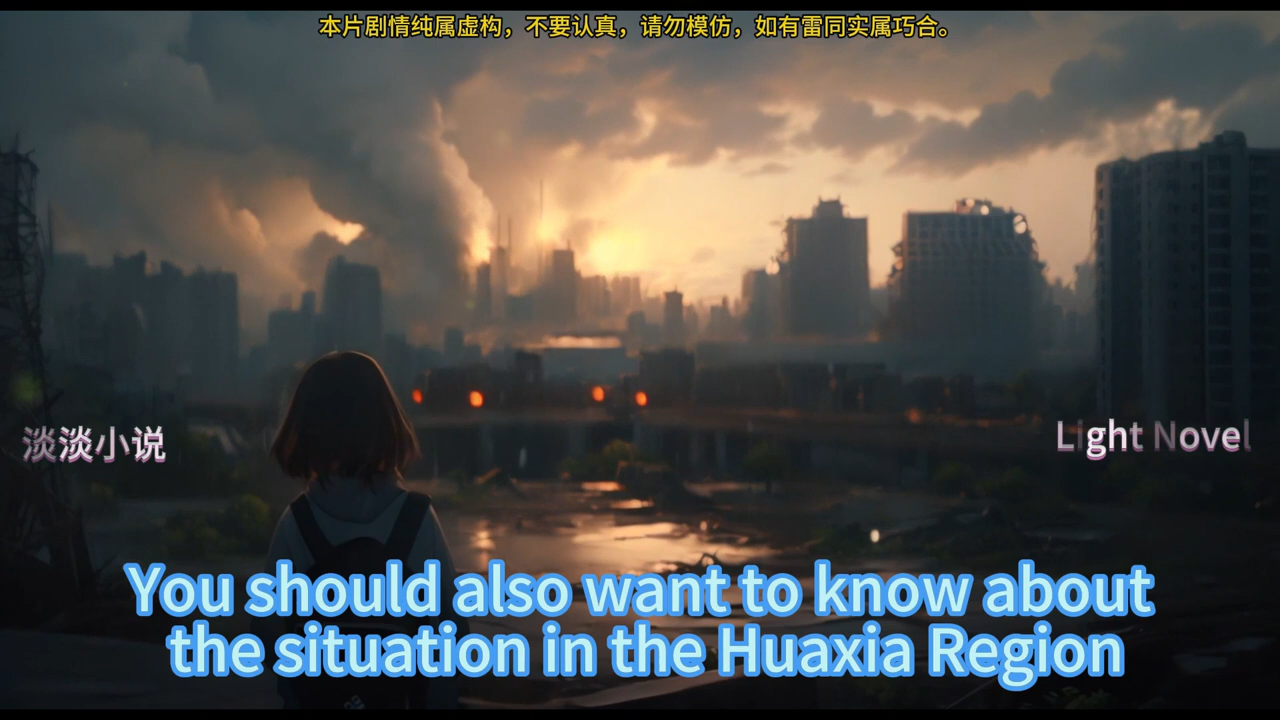 本片剧情纯属虚构，不要认真，请勿模仿，如有雷同实属巧合。
淡淡小说
Light Novel
You should also want to know about
the situation in the Huaxia Region